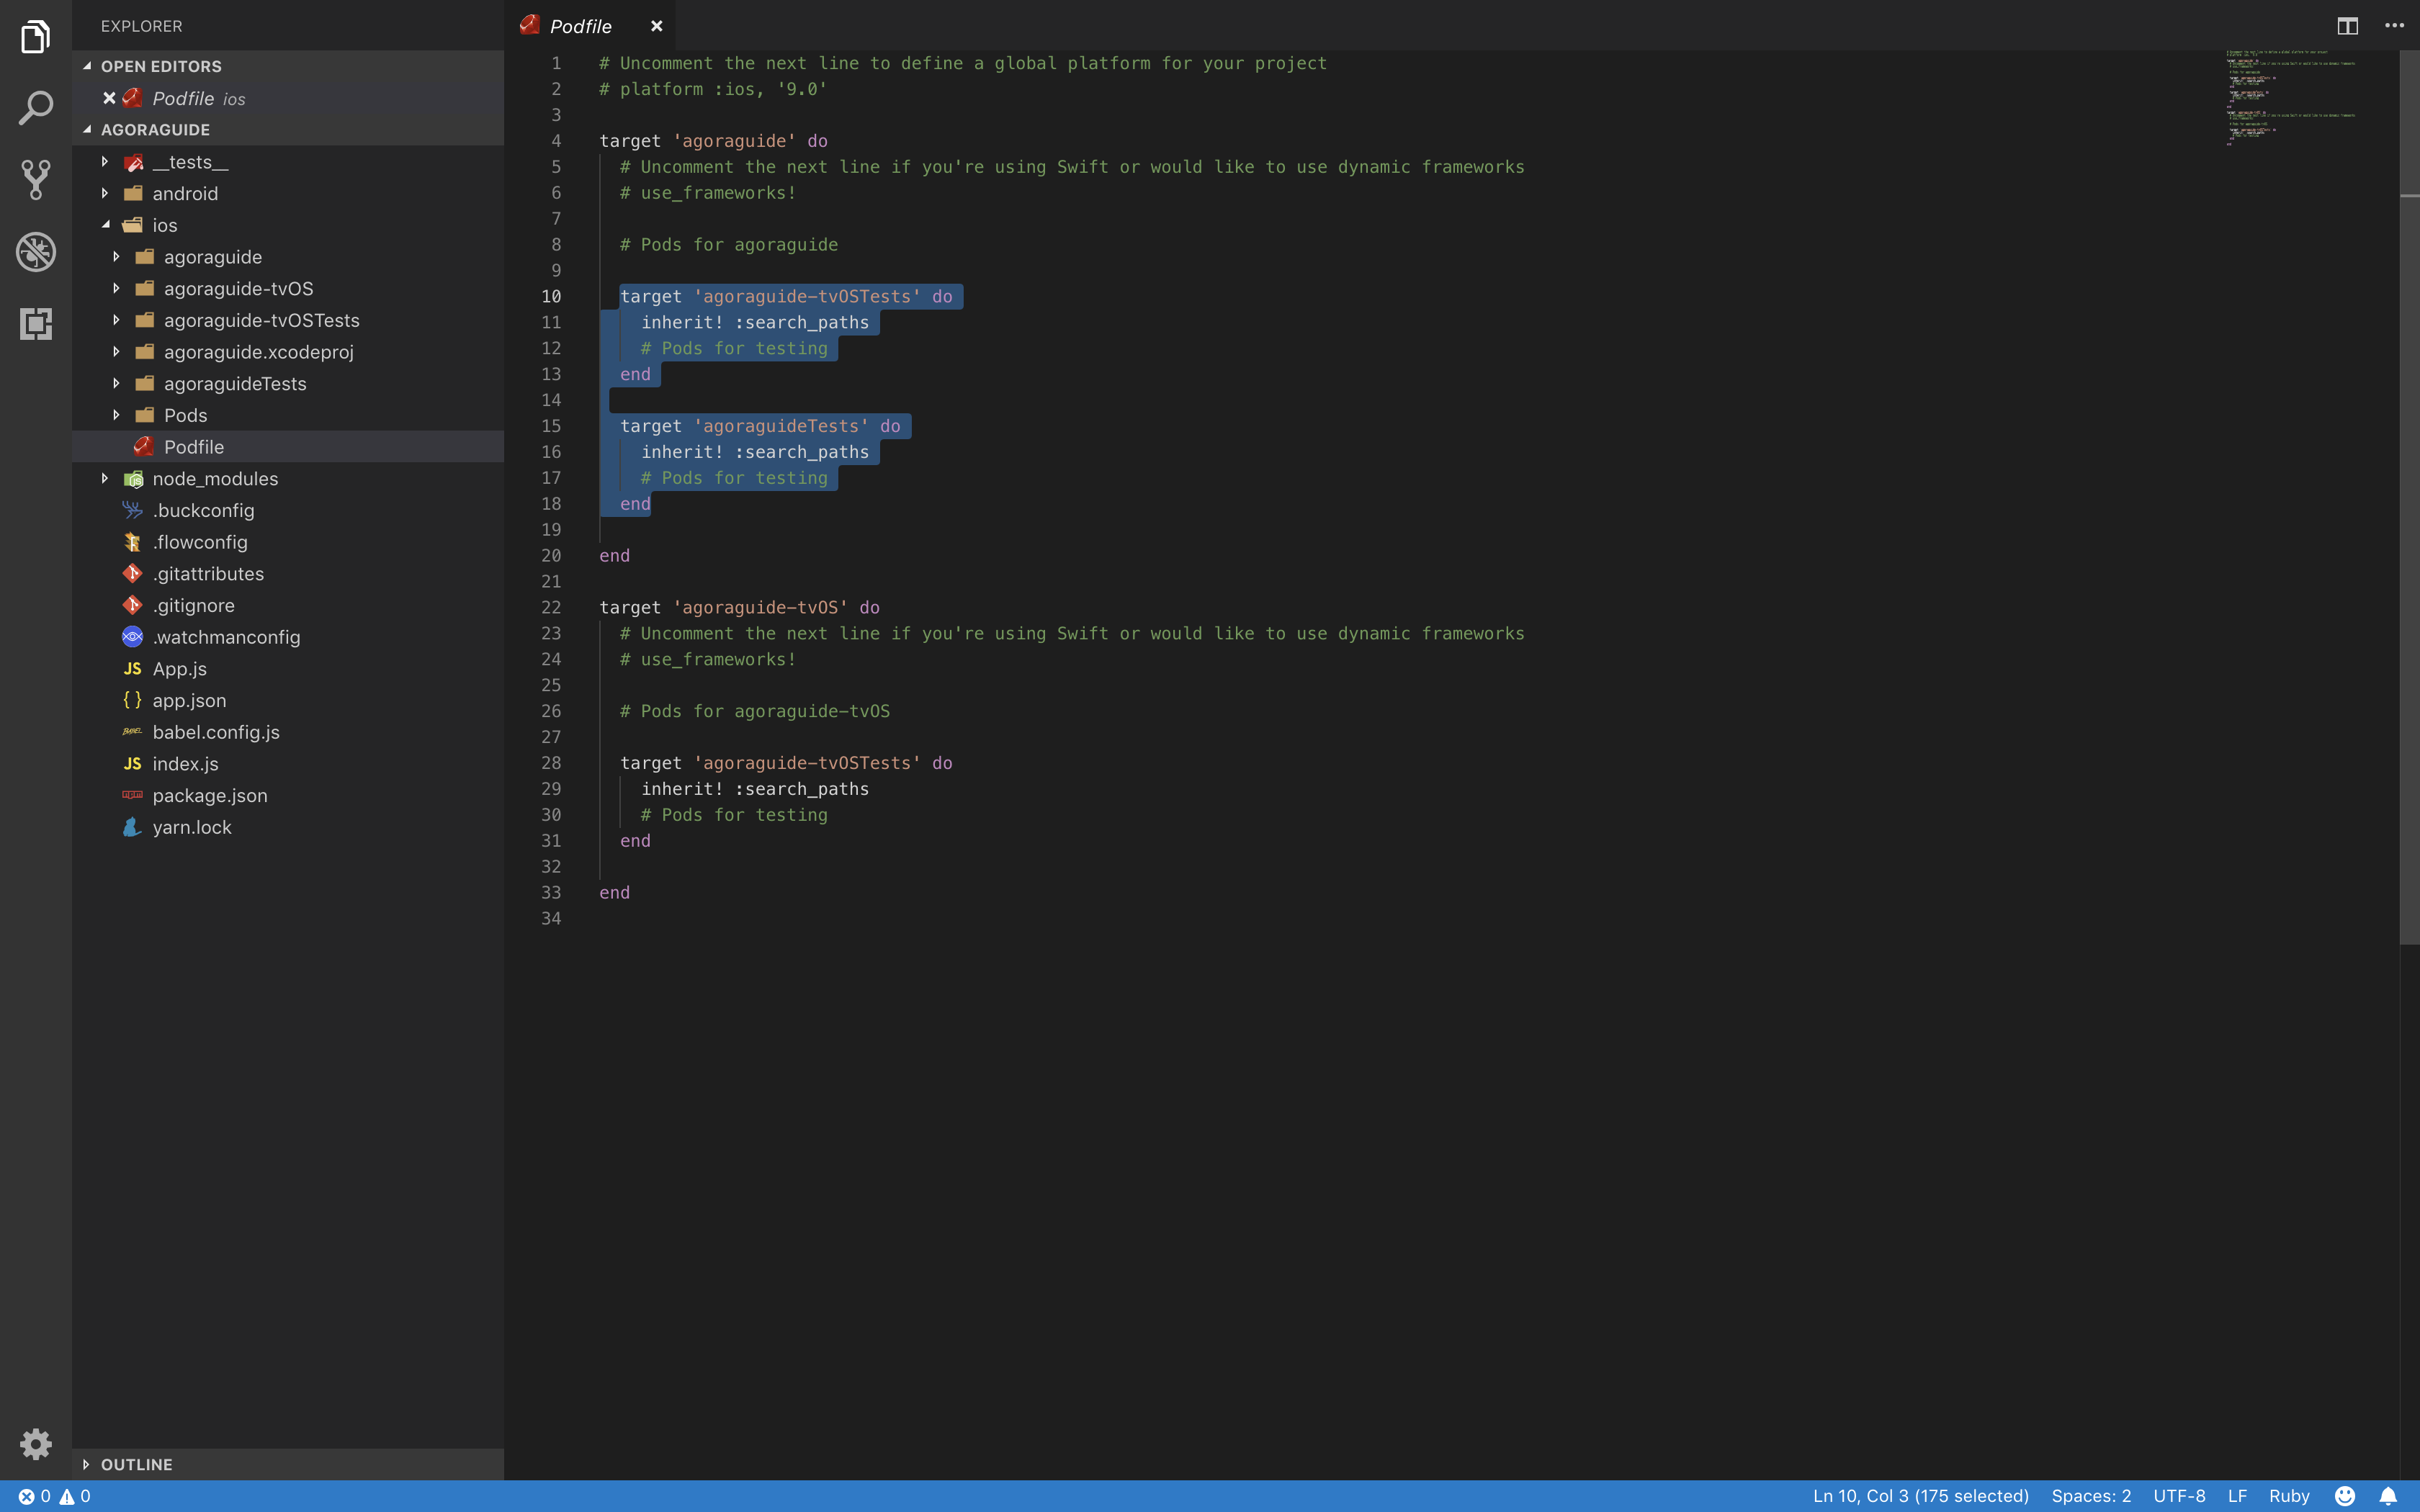 EXPLORER
OPEN EDITORS
Podfile ios
AGORAGUIDE
__tests__
android
ios
agoraguide
agoraguide-tvOS
agoraguide-tvOSTests
agoraguide.xcodeproj
agoraguideTests
Pods
Podfile
node_modules
.buckconfig
.flowconfig
.gitattributes
.gitignore
.watchmanconfig
JS App.js
{ } app.json
babel.config.js
JS index.js
package.json
yarn.lock
OUTLINE
Podfile
1 # Uncomment the next line to define a global platform for your project
2 # platform :ios, '9.0'
3
4 target 'agoraguide' do
5 # Uncomment the next line if you're using Swift or would like to use dynamic frameworks
6 # use_frameworks!
7
8 # Pods for agoraguide
9
10 target 'agoraguide-tvOSTests' do
11 inherit! :search_paths
12 # Pods for testing
13 end
14
15 target 'agoraguideTests' do
16 inherit! :search_paths
17 # Pods for testing
18 end
19
20 end
21
22 target 'agoraguide-tvOS' do
23 # Uncomment the next line if you're using Swift or would like to use dynamic frameworks
24 # use_frameworks!
25
26 # Pods for agoraguide-tvOS
27
28 target 'agoraguide-tvOSTests' do
29 inherit! :search_paths
30 # Pods for testing
31 end
32
33 end
34
0 0 Ln 10, Col 3 (175 selected) Spaces: 2 UTF-8 LF Ruby